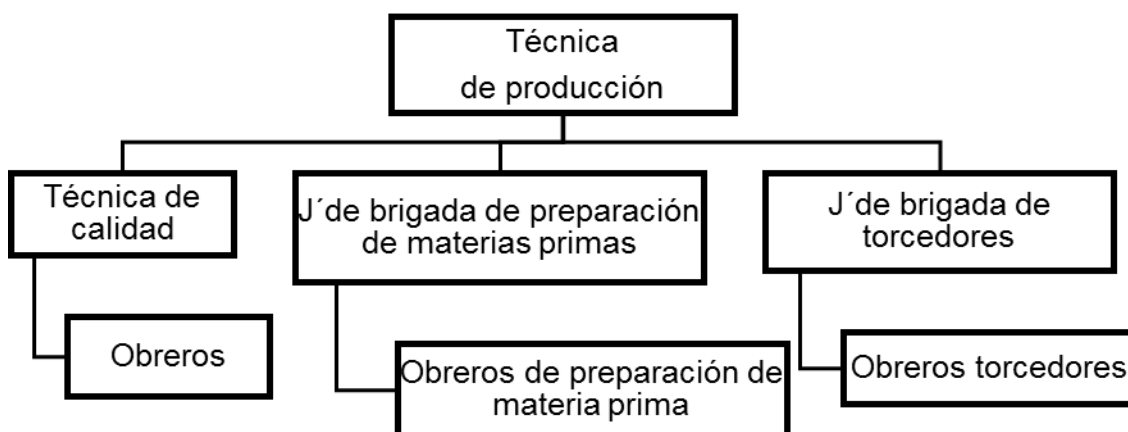 Técnica
de producción
Técnica de
calidad
J´de brigada de preparación
de materias primas
J´de brigada de
torcedores
Obreros
Obreros de preparación de
materia prima
Obreros torcedores